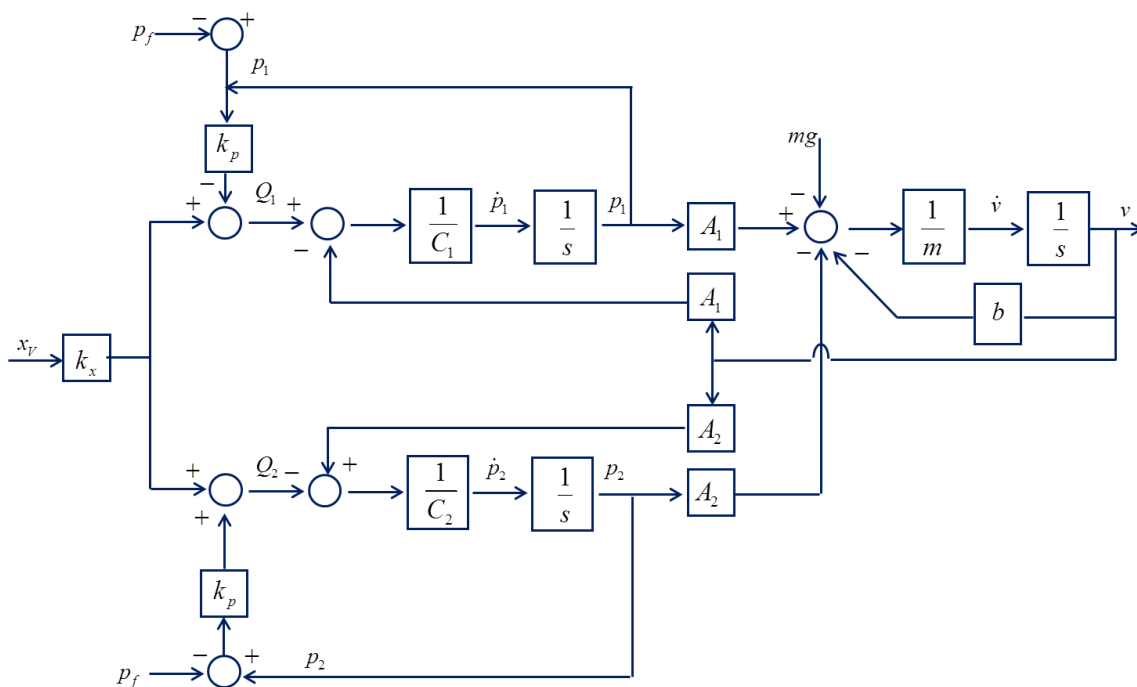 p_f − +
p_1
k_p
−
+ Q_1 + − 1/C_1 ṗ_1 1/s p_1 A_1
mg
− + − − 1/m v̇ 1/s v
A_1
b
x_V k_x
A_2
+ + Q_2 − + 1/C_2 ṗ_2 1/s p_2 A_2
k_p
p_f − + p_2